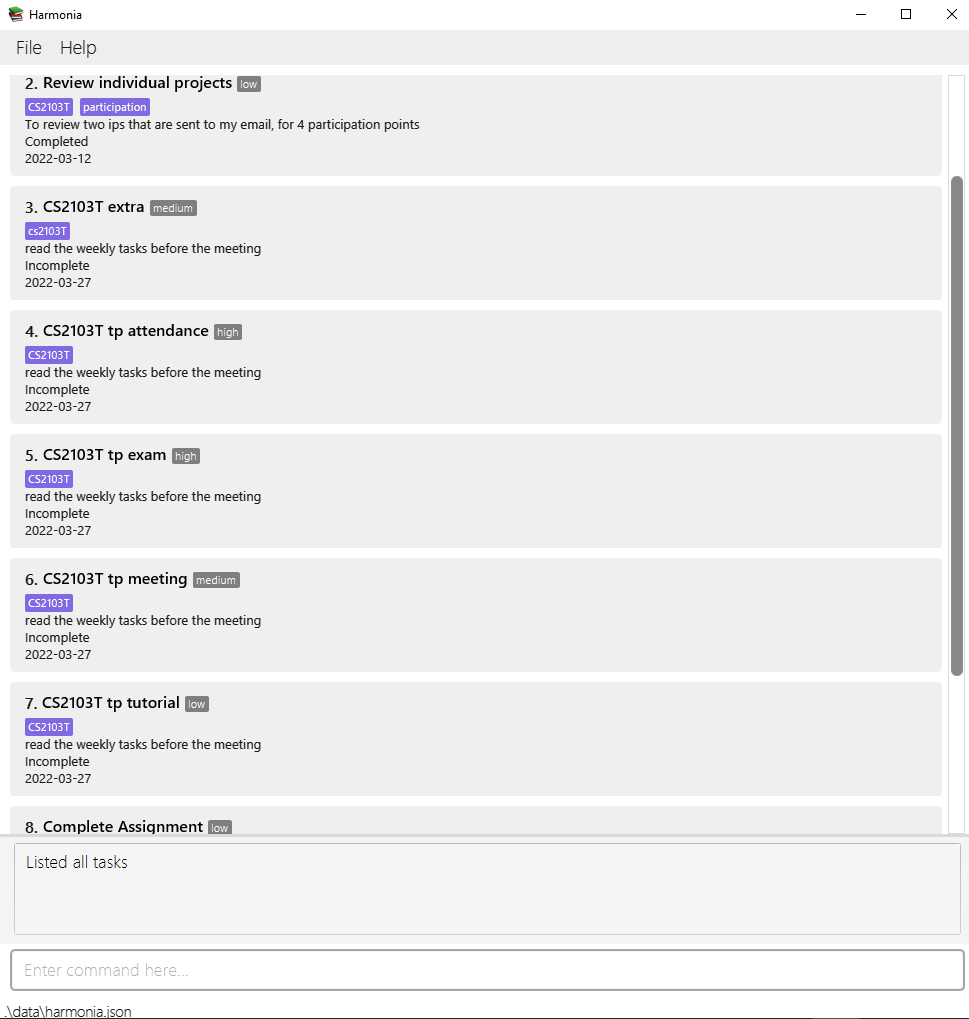 Harmonia
File Help
2. Review individual projects low
CS2103T participation
To review two ips that are sent to my email, for 4 participation points
Completed
2022-03-12
3. CS2103T extra medium
cs2103T
read the weekly tasks before the meeting
Incomplete
2022-03-27
4. CS2103T tp attendance high
CS2103T
read the weekly tasks before the meeting
Incomplete
2022-03-27
5. CS2103T tp exam high
CS2103T
read the weekly tasks before the meeting
Incomplete
2022-03-27
6. CS2103T tp meeting medium
CS2103T
read the weekly tasks before the meeting
Incomplete
2022-03-27
7. CS2103T tp tutorial low
CS2103T
read the weekly tasks before the meeting
Incomplete
2022-03-27
8. Complete Assignment low
Listed all tasks
Enter command here...
.\data\harmonia.json